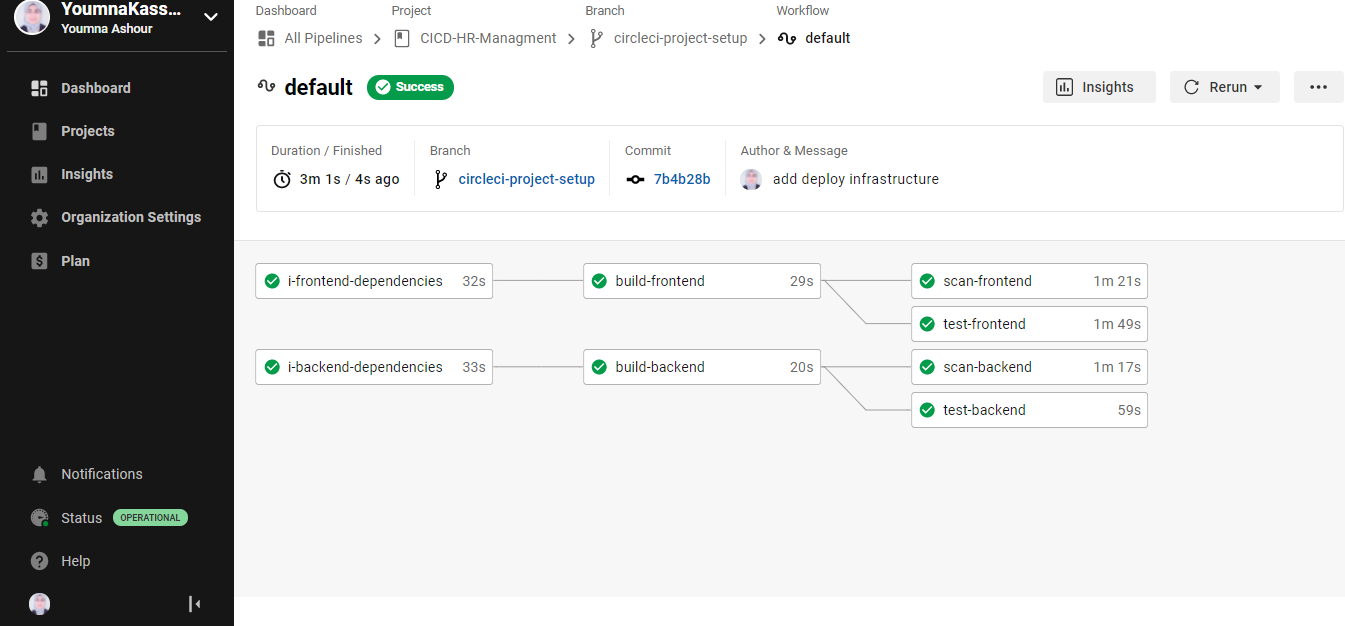 YoumnaKass...
Youmna Ashour
Dashboard
Projects
Insights
Organization Settings
Plan
Notifications
Status OPERATIONAL
Help
Dashboard Project Branch Workflow
All Pipelines CICD-HR-Managment circleci-project-setup default
default Success Insights Rerun
Duration / Finished Branch Commit Author & Message
3m 1s / 4s ago circleci-project-setup 7b4b28b add deploy infrastructure
i-frontend-dependencies 32s build-frontend 29s scan-frontend 1m 21s
test-frontend 1m 49s
i-backend-dependencies 33s build-backend 20s scan-backend 1m 17s
test-backend 59s